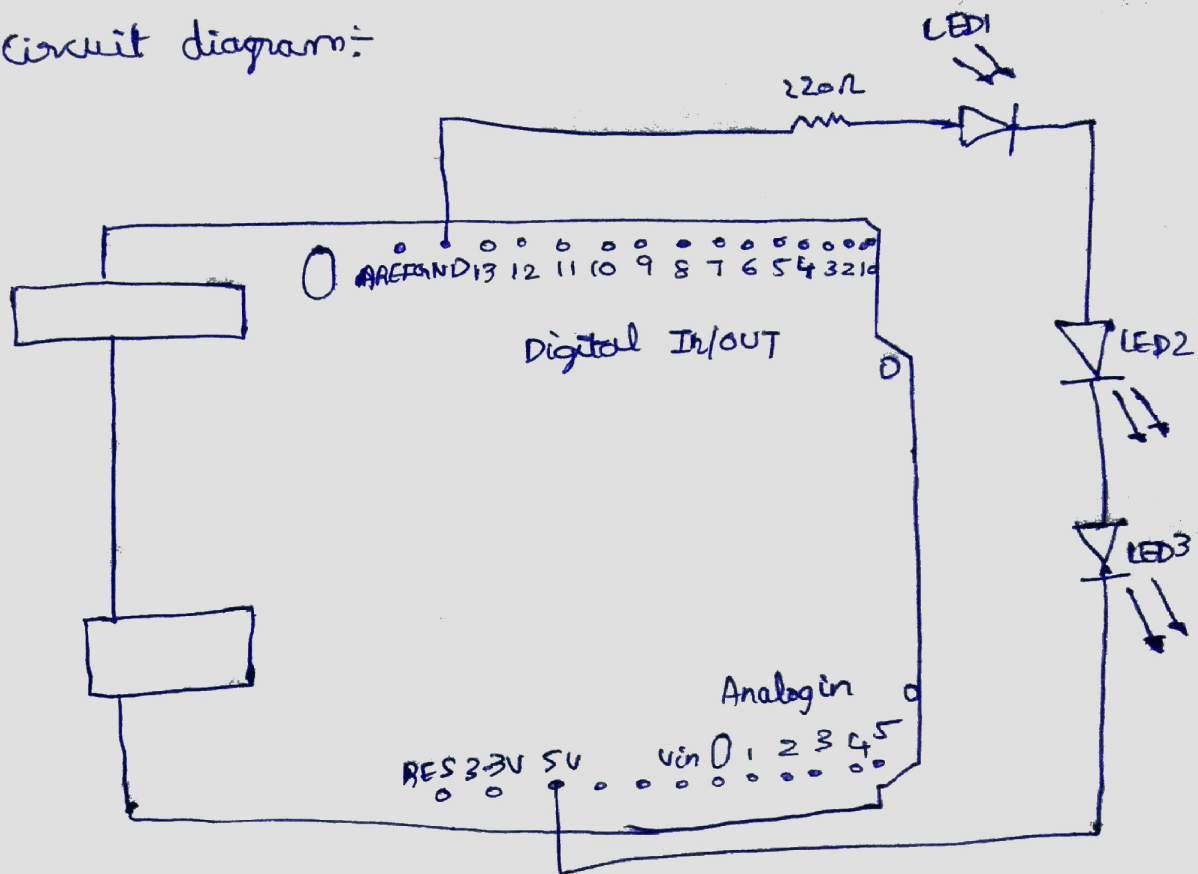 Circuit diagram:-
LED1
220Ω
AREF GND 13 12 11 10 9 8 7 6 5 4 3 2 1 0
Digital In/OUT
LED2
LED3
Analog in
RES 3.3V 5V Vin 0 1 2 3 4 5